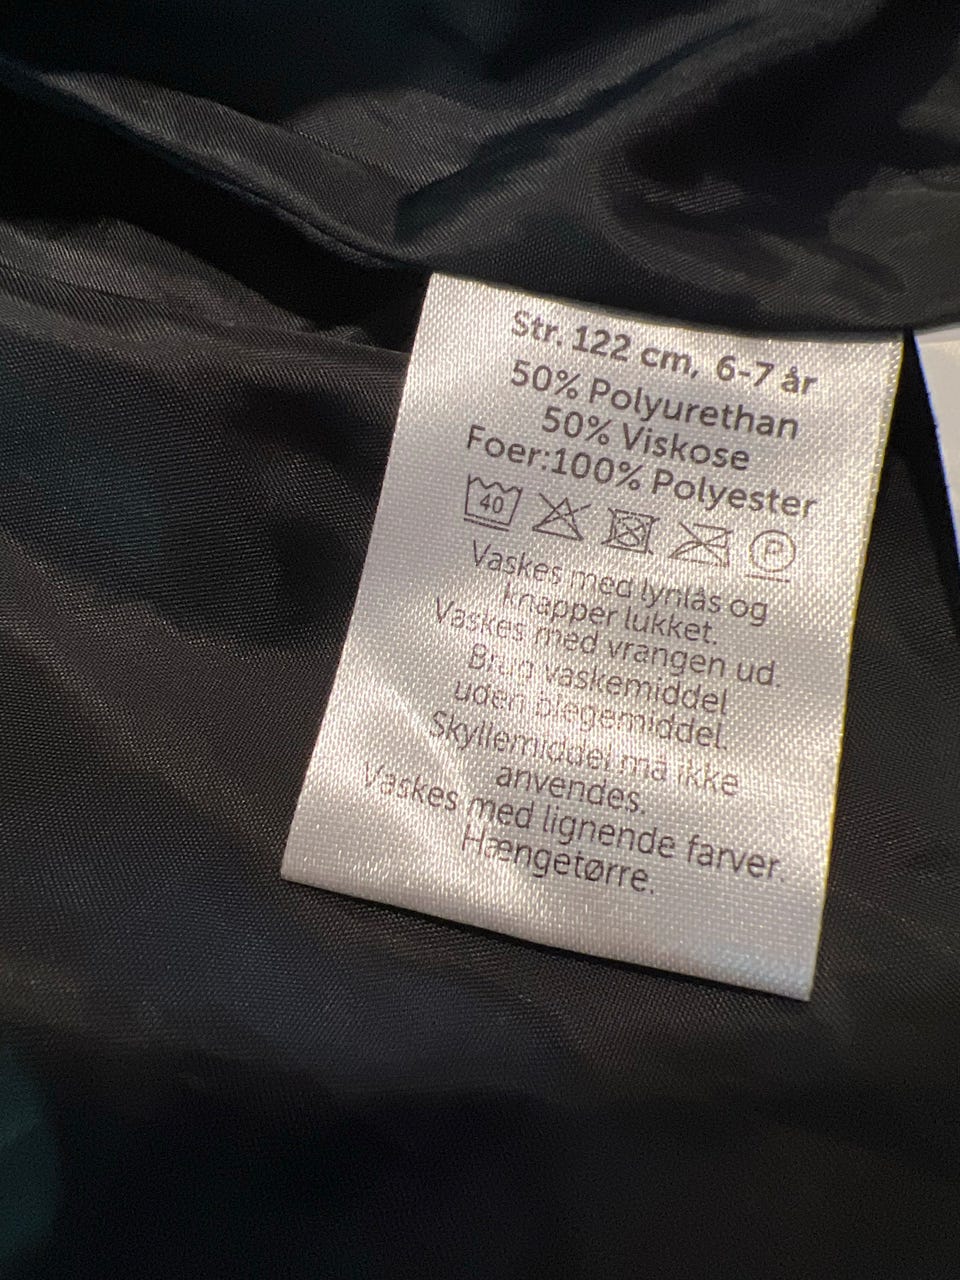 Str. 122 cm, 6-7 år
50% Polyurethan
50% Viskose
Foer:100% Polyester
40 P
Vaskes med lynlås og
knapper lukket.
Vaskes med vrangen ud.
Brug vaskemiddel
uden blegemiddel.
Skyllemiddel må ikke
anvendes.
Vaskes med lignende farver.
Hængetørre.